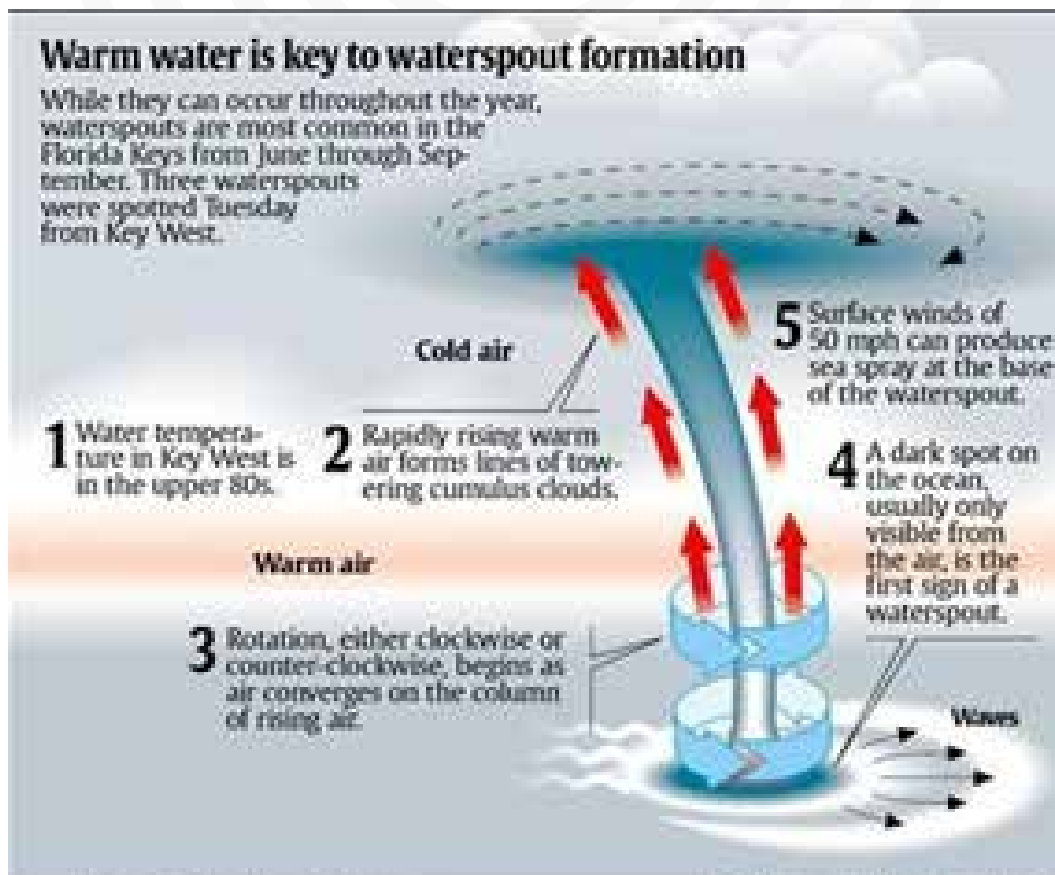 Warm water is key to waterspout formation
While they can occur throughout the year,
waterspouts are most common in the
Florida Keys from June through Sep-
tember. Three waterspouts
were spotted Tuesday
from Key West.
Cold air
1 Water tempera-
ture in Key West is
in the upper 80s.
2 Rapidly rising warm
air forms lines of tow-
ering cumulus clouds.
5 Surface winds of
50 mph can produce
sea spray at the base
of the waterspout.
4 A dark spot on
the ocean,
usually only
visible from
the air, is the
first sign of a
waterspout.
Warm air
3 Rotation, either clockwise or
counter-clockwise, begins as
air converges on the column
of rising air.
Waves